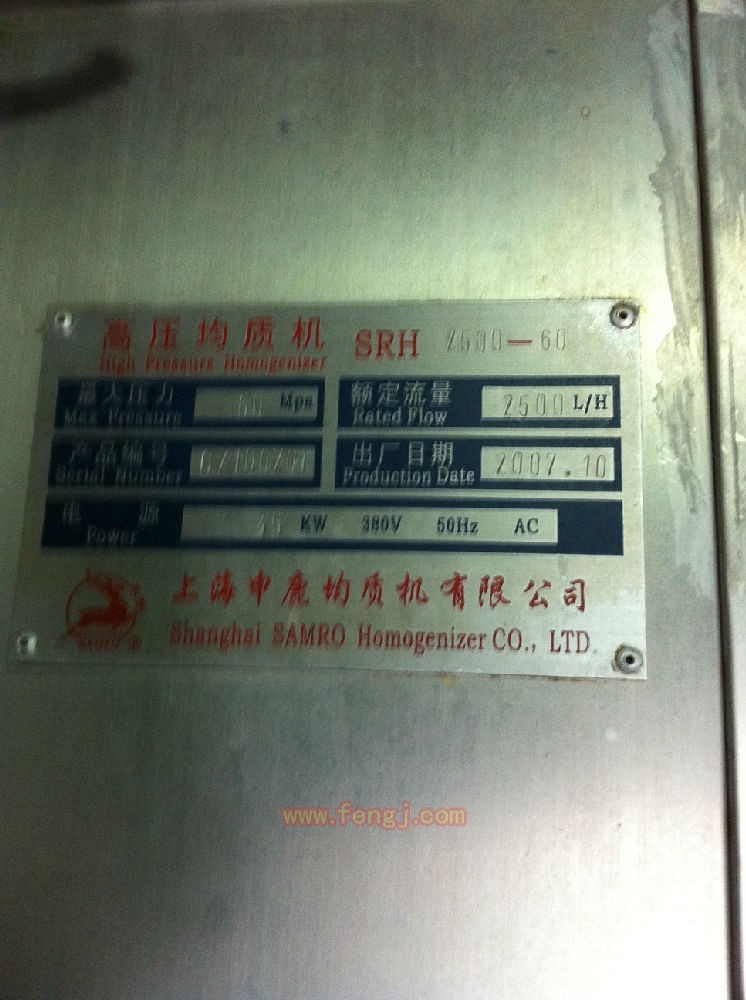 高压均质机 SRH 2500-60
High Pressure Homogenizer
最大压力 60 Mpa 额定流量 2500 L/H
Max Pressure Rated Flow
产品编号 出厂日期 2007.10
Serial Number Production Date
电源 45 KW 380V 50Hz AC
Power
上海申鹿均质机有限公司
Shanghai SAMRO Homogenizer CO., LTD.
www.fengj.com